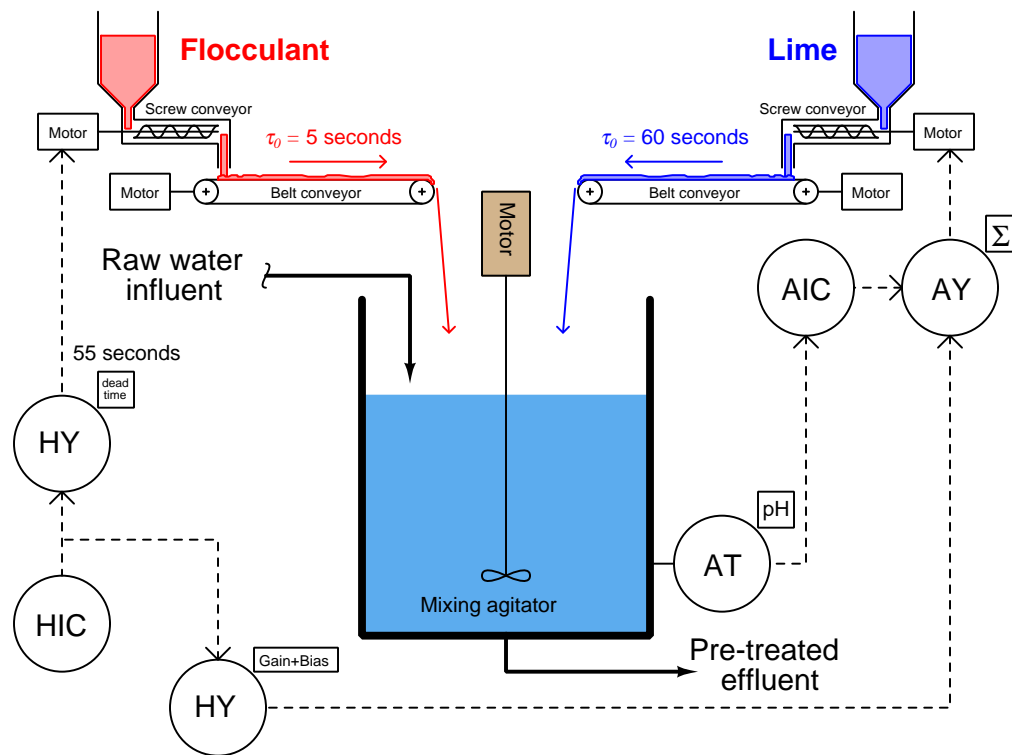 Flocculant
Lime
Screw conveyor
Screw conveyor
Motor
τ0 = 5 seconds
τ0 = 60 seconds
Motor
Motor
+
+
Belt conveyor
+
+
Belt conveyor
Motor
Motor
Σ
Raw water
influent
AIC
AY
55 seconds
dead
time
HY
pH
AT
HIC
Mixing agitator
Gain+Bias
HY
Pre-treated
effluent